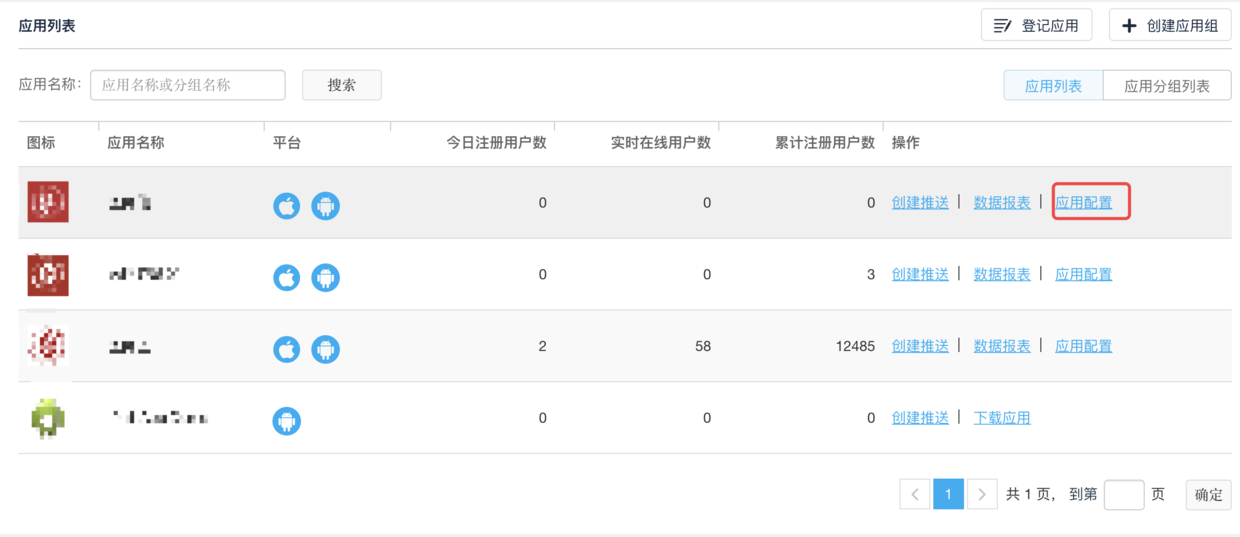 应用列表 登记应用 创建应用组
应用名称: 应用名称或分组名称 搜索 应用列表 应用分组列表
图标 应用名称 平台 今日注册用户数 实时在线用户数 累计注册用户数 操作
0 0 0 创建推送 | 数据报表 | 应用配置
0 0 3 创建推送 | 数据报表 | 应用配置
2 58 12485 创建推送 | 数据报表 | 应用配置
0 0 0 创建推送 | 下载应用
1 共 1 页, 到第 页 确定